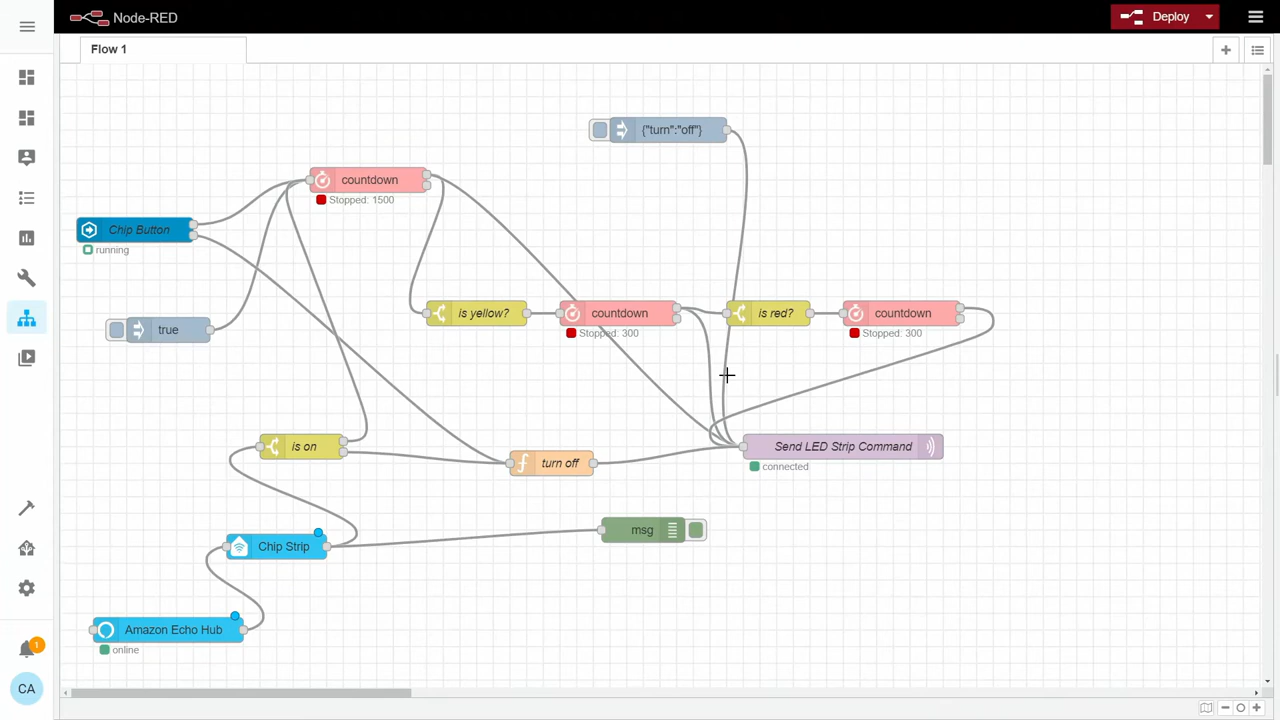 Node-RED
Deploy
Flow 1
{"turn":"off"}
countdown
Stopped: 1500
Chip Button
running
is yellow?
countdown
Stopped: 300
is red?
countdown
Stopped: 300
true
is on
turn off
Send LED Strip Command
connected
msg
Chip Strip
Amazon Echo Hub
online
1
CA